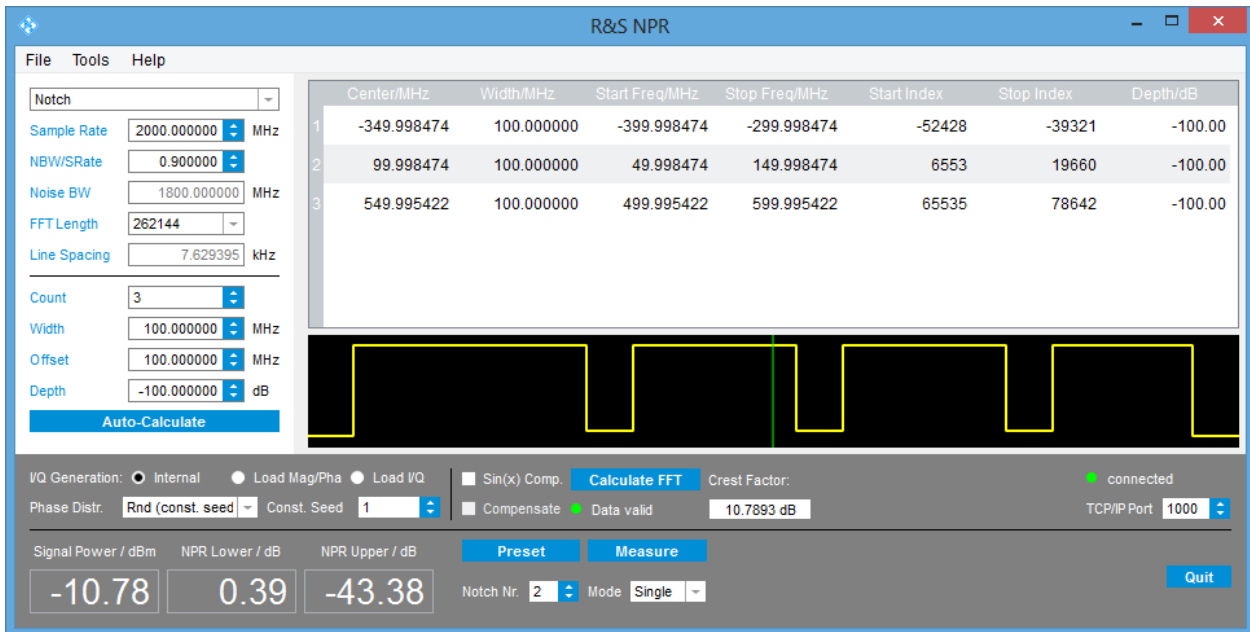 R&S NPR
File Tools Help
Notch
Sample Rate 2000.000000 MHz
NBW/SRate 0.900000
Noise BW 1800.000000 MHz
FFT Length 262144
Line Spacing 7.629395 kHz
Count 3
Width 100.000000 MHz
Offset 100.000000 MHz
Depth -100.000000 dB
Auto-Calculate
Center/MHz Width/MHz Start Freq/MHz Stop Freq/MHz Start Index Stop Index Depth/dB
1 -349.998474 100.000000 -399.998474 -299.998474 -52428 -39321 -100.00
2 99.998474 100.000000 49.998474 149.998474 6553 19660 -100.00
3 549.995422 100.000000 499.995422 599.995422 65535 78642 -100.00
I/Q Generation: Internal Load Mag/Pha Load I/Q Sin(x) Comp. Calculate FFT Crest Factor: connected
Phase Distr. Rnd (const. seed Const. Seed 1 Compensate Data valid 10.7893 dB TCP/IP Port 1000
Signal Power / dBm NPR Lower / dB NPR Upper / dB Preset Measure
-10.78 0.39 -43.38 Notch Nr. 2 Mode Single Quit